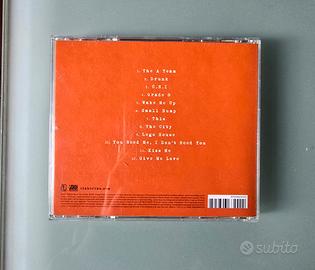 1. The A Team
2. Drunk
3. U.N.I
4. Grade 8
5. Wake Me Up
6. Small Bump
7. This
8. The City
9. Lego House
10. You Need Me, I Don't Need You
11. Kiss Me
12. Give Me Love
subito